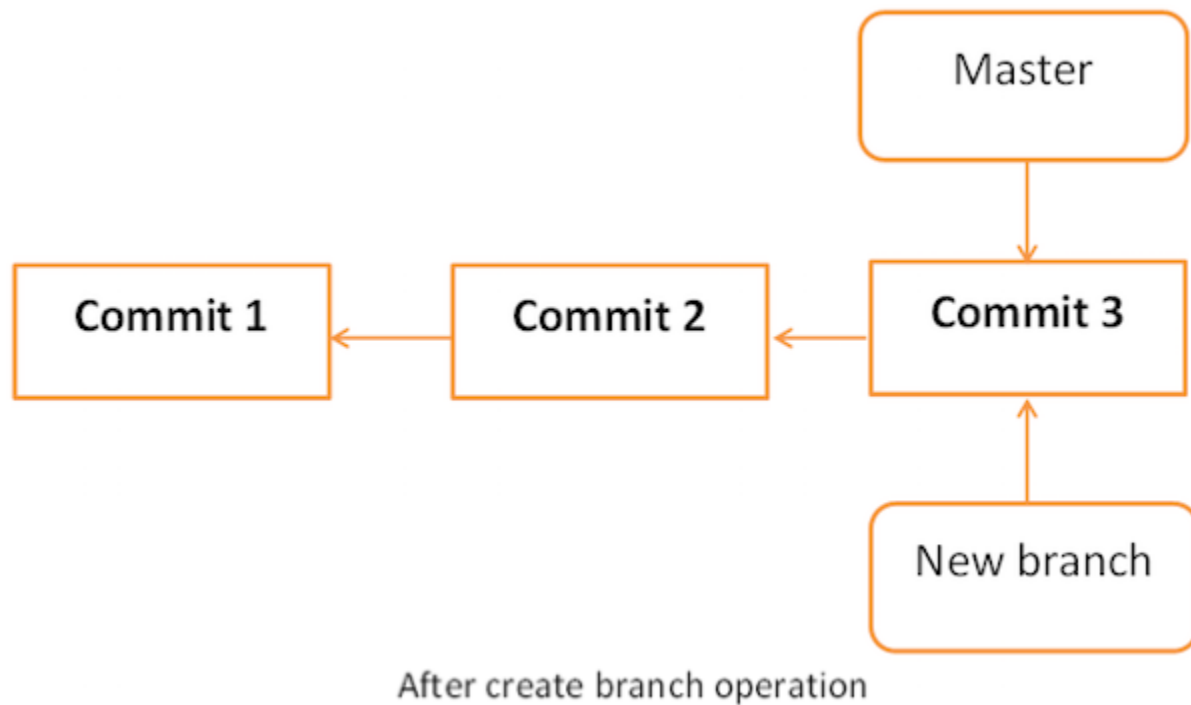 Master
Commit 1
Commit 2
Commit 3
New branch
After create branch operation